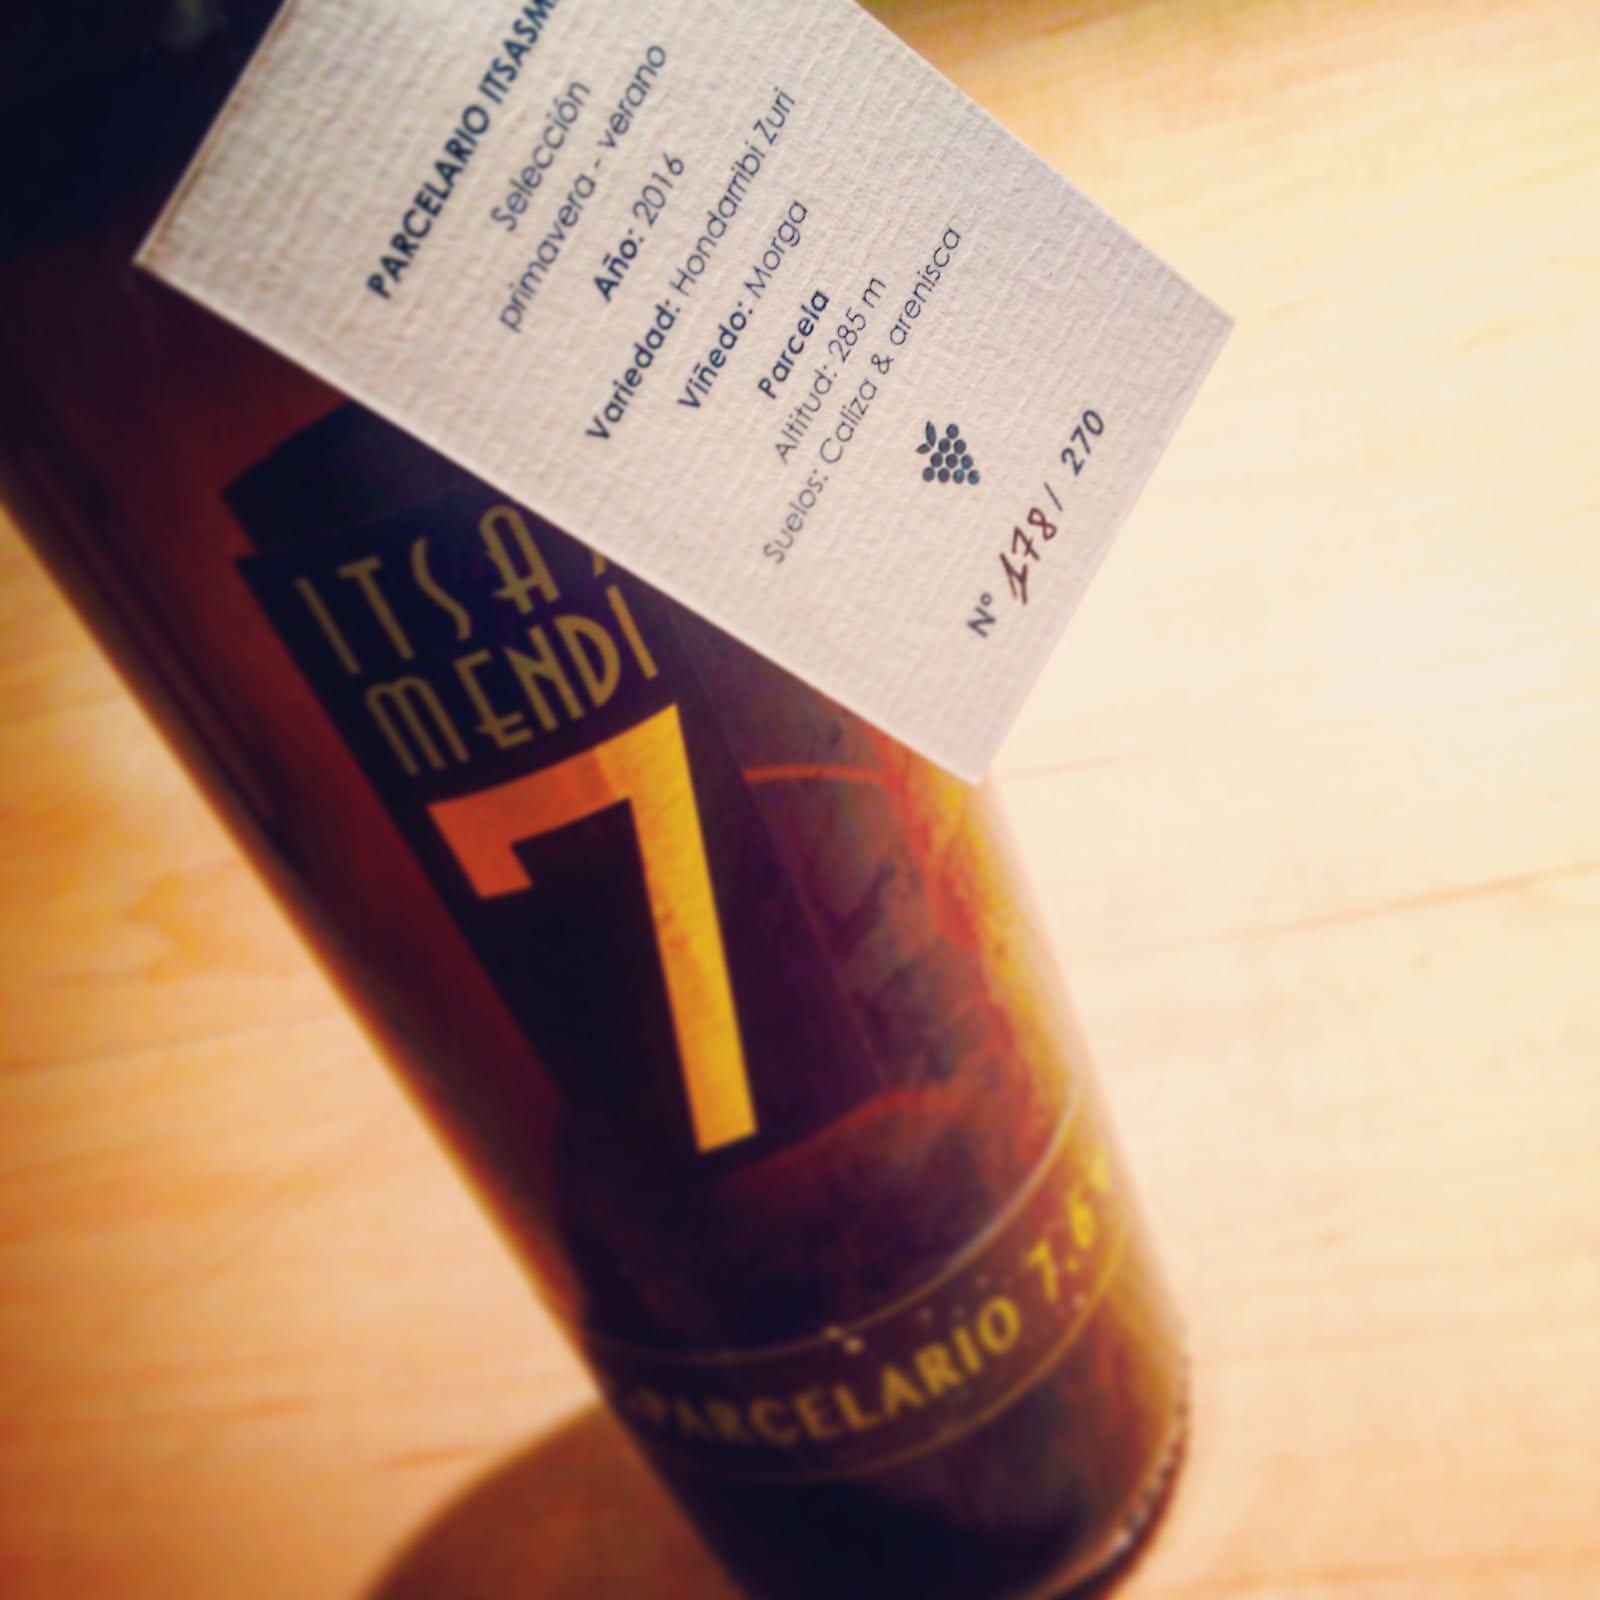 PARCELARIO ITSASM
Selección
primavera - verano
Año: 2016
Variedad: Hondarribi Zuri
Viñedo: Morga
Parcela
Altitud: 285 m
Suelos: Caliza & arenisca
Nº 178 / 270
ITSAS
MENDI
7
PARCELARIO 7.6